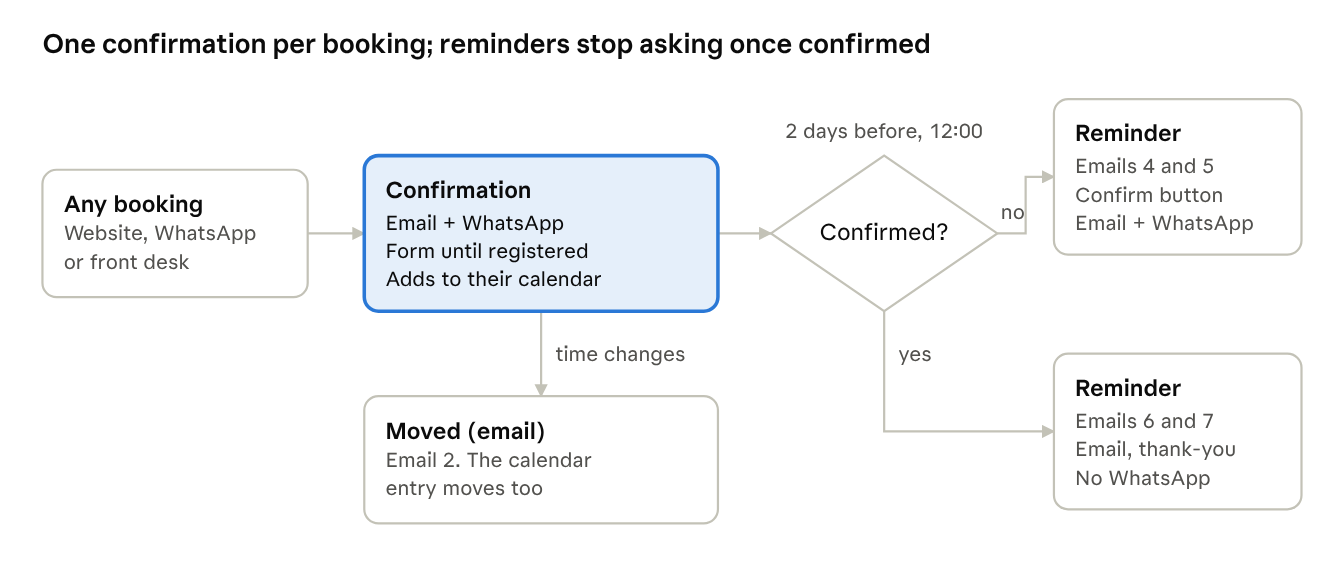 One confirmation per booking; reminders stop asking once confirmed
Any booking
Website, WhatsApp
or front desk
Confirmation
Email + WhatsApp
Form until registered
Adds to their calendar
time changes
Moved (email)
Email 2. The calendar
entry moves too
2 days before, 12:00
Confirmed?
no
Reminder
Emails 4 and 5
Confirm button
Email + WhatsApp
yes
Reminder
Emails 6 and 7
Email, thank-you
No WhatsApp